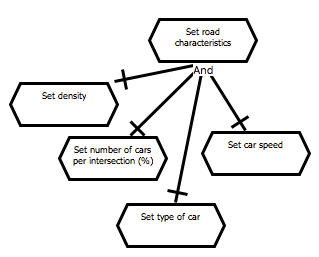 Set road
characteristics
And
Set density
Set number of cars
per intersection (%)
Set car speed
Set type of car